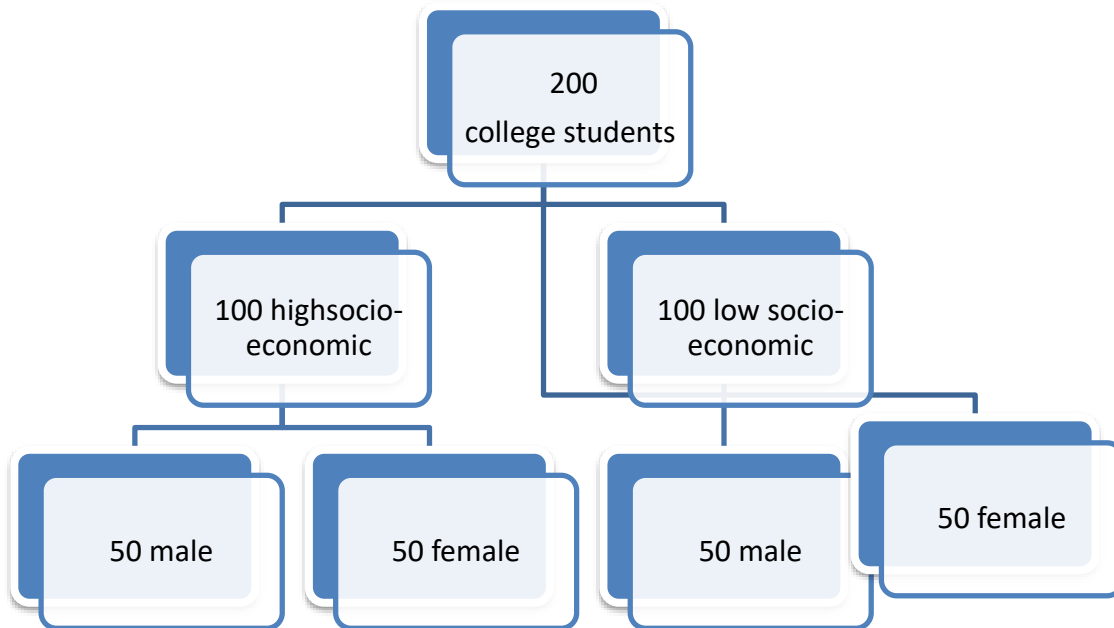 200
college students
100 highsocio-
economic
100 low socio-
economic
50 male
50 female
50 male
50 female